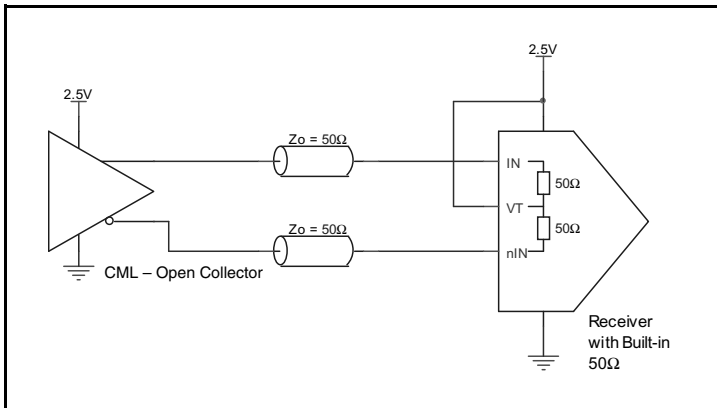 2.5V
2.5V
Zo = 50Ω
IN
50Ω
VT
50Ω
Zo = 50Ω
nIN
CML – Open Collector
Receiver
with Built-in
50Ω